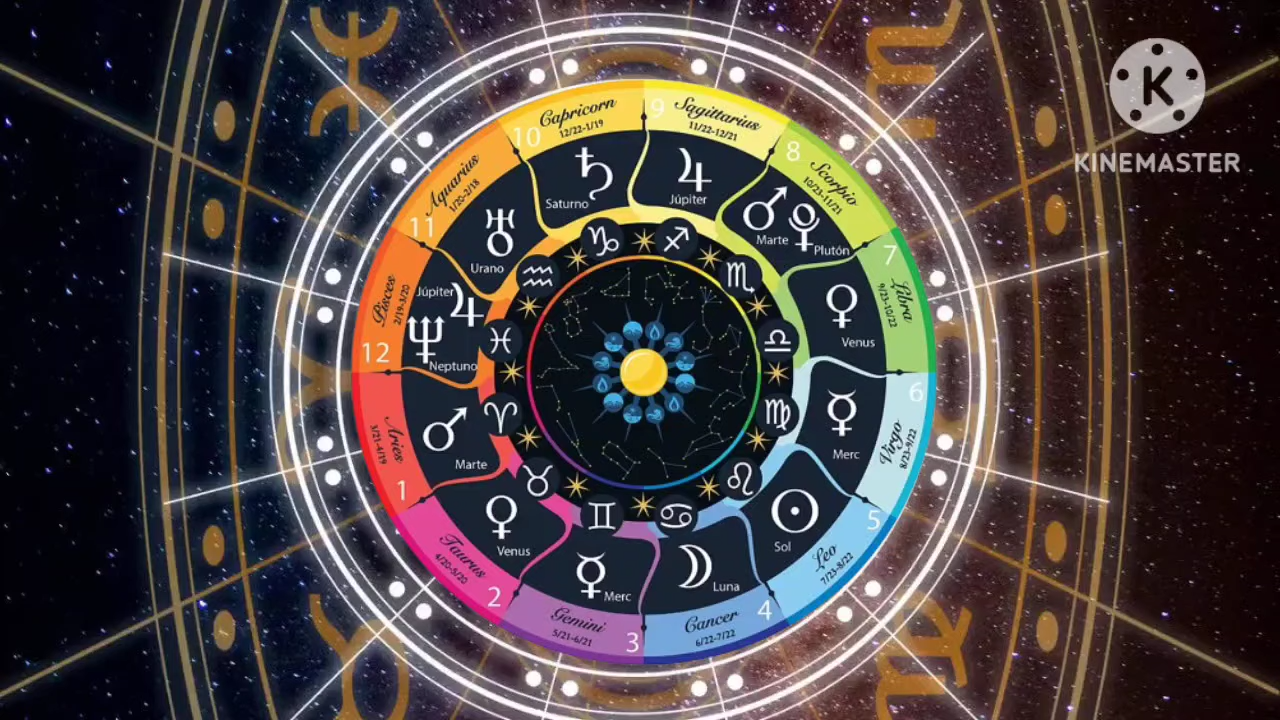 K
KINEMASTER
Capricorn
12/22-1/19
10
Saturno
Sagittarius
11/22-12/21
9
Júpiter
Scorpio
10/23-11/21
8
Marte
Plutón
Libra
9/23-10/22
7
Venus
Virgo
8/23-9/22
6
Merc
Leo
7/23-8/22
5
Sol
Cancer
6/22-7/22
4
Luna
Gemini
5/21-6/21
3
Merc
Taurus
4/20-5/20
2
Venus
Aries
3/21-4/19
1
Marte
Pisces
2/19-3/20
12
Júpiter
Neptuno
Aquarius
1/20-2/18
11
Urano